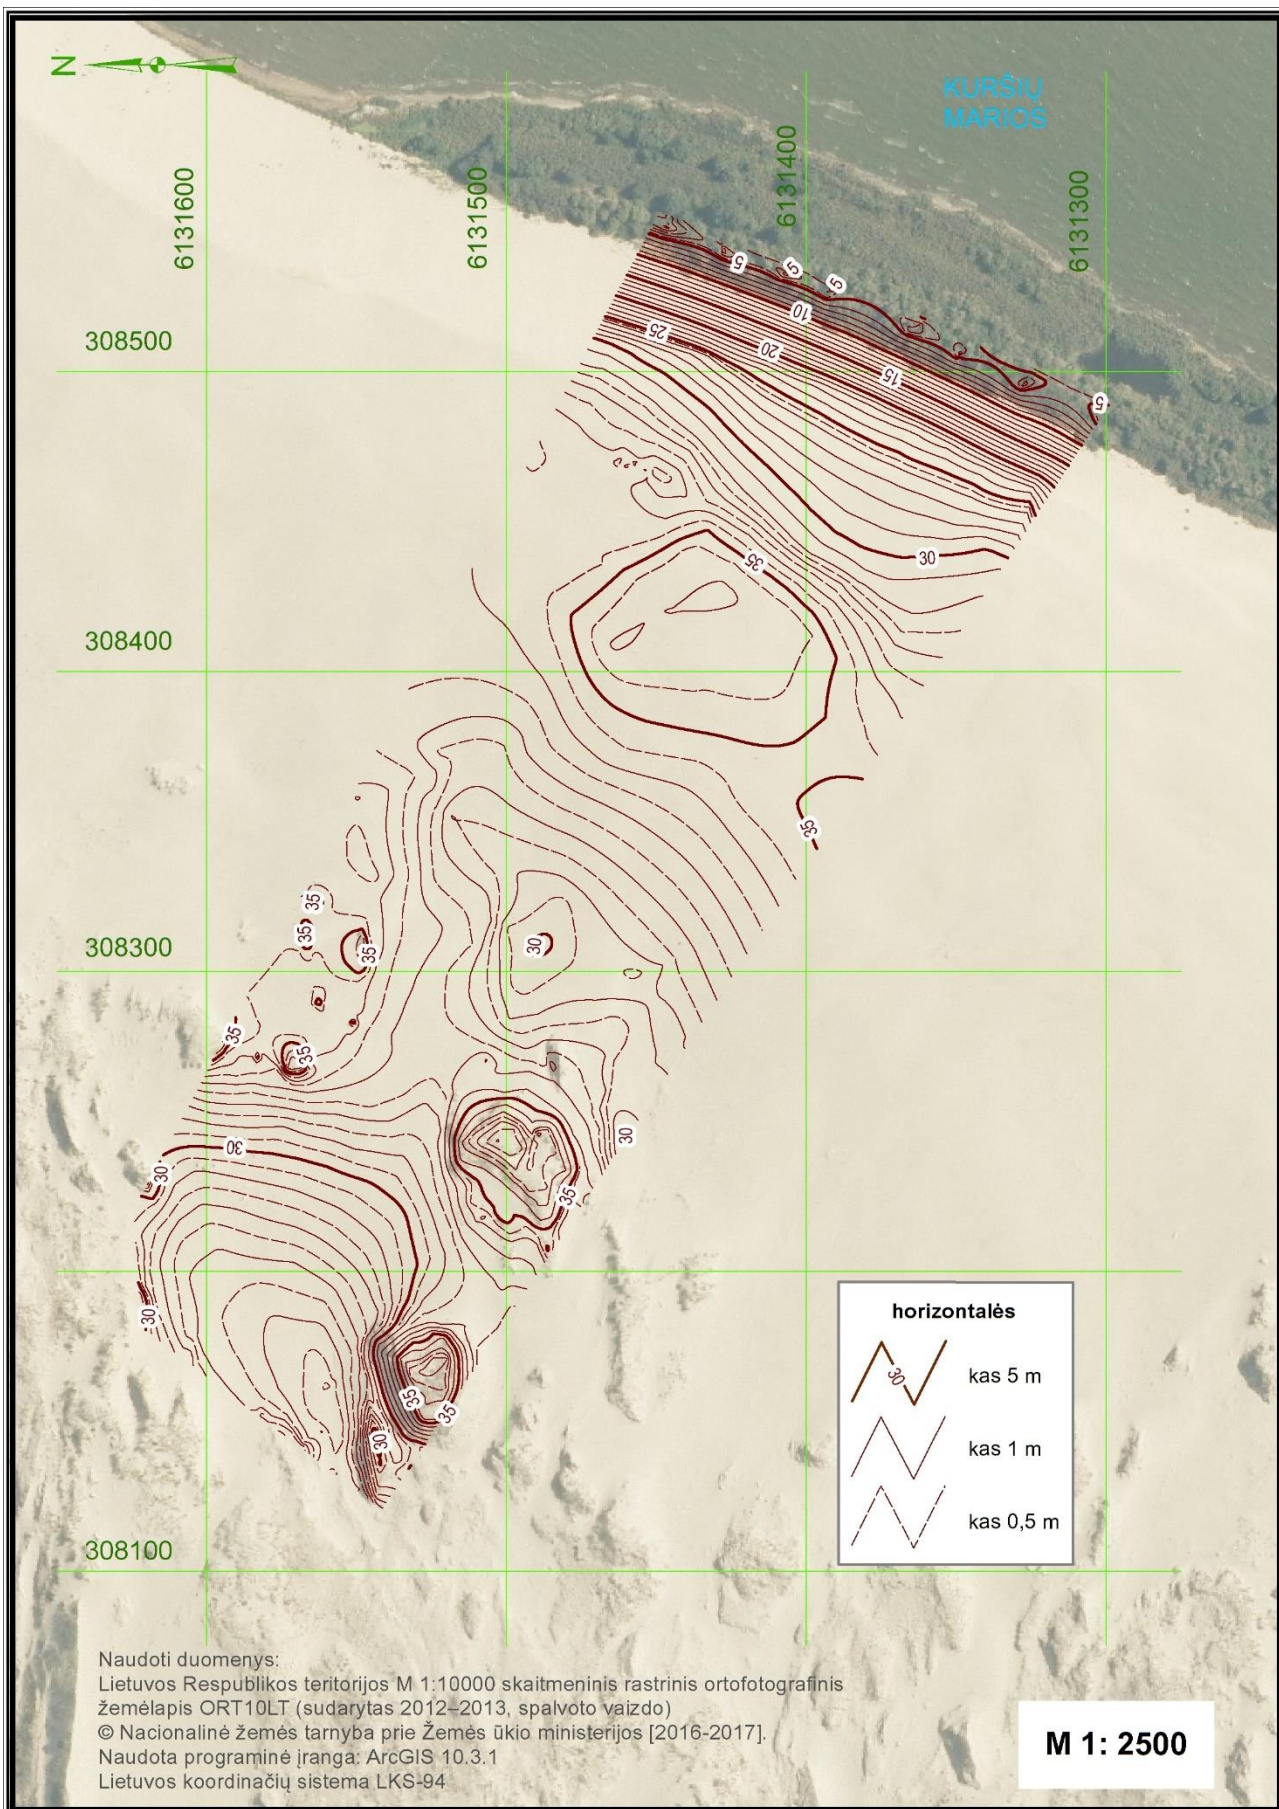 N
KURŠIŲ
MARIOS
6131600
6131500
6131400
6131300
5
5
5
10
25
20
15
308500
5
30
35
308400
35
35
35
30
35
308300
35
35
30
30
30
35
30
35
35
30
horizontalės
30
kas 5 m
kas 1 m
kas 0,5 m
308100
Naudoti duomenys:
Lietuvos Respublikos teritorijos M 1:10000 skaitmeninis rastrinis ortofotografinis
žemėlapis ORT10LT (sudarytas 2012–2013, spalvoto vaizdo)
© Nacionalinė žemės tarnyba prie Žemės ūkio ministerijos [2016-2017].
Naudota programinė įranga: ArcGIS 10.3.1
Lietuvos koordinačių sistema LKS-94
M 1: 2500